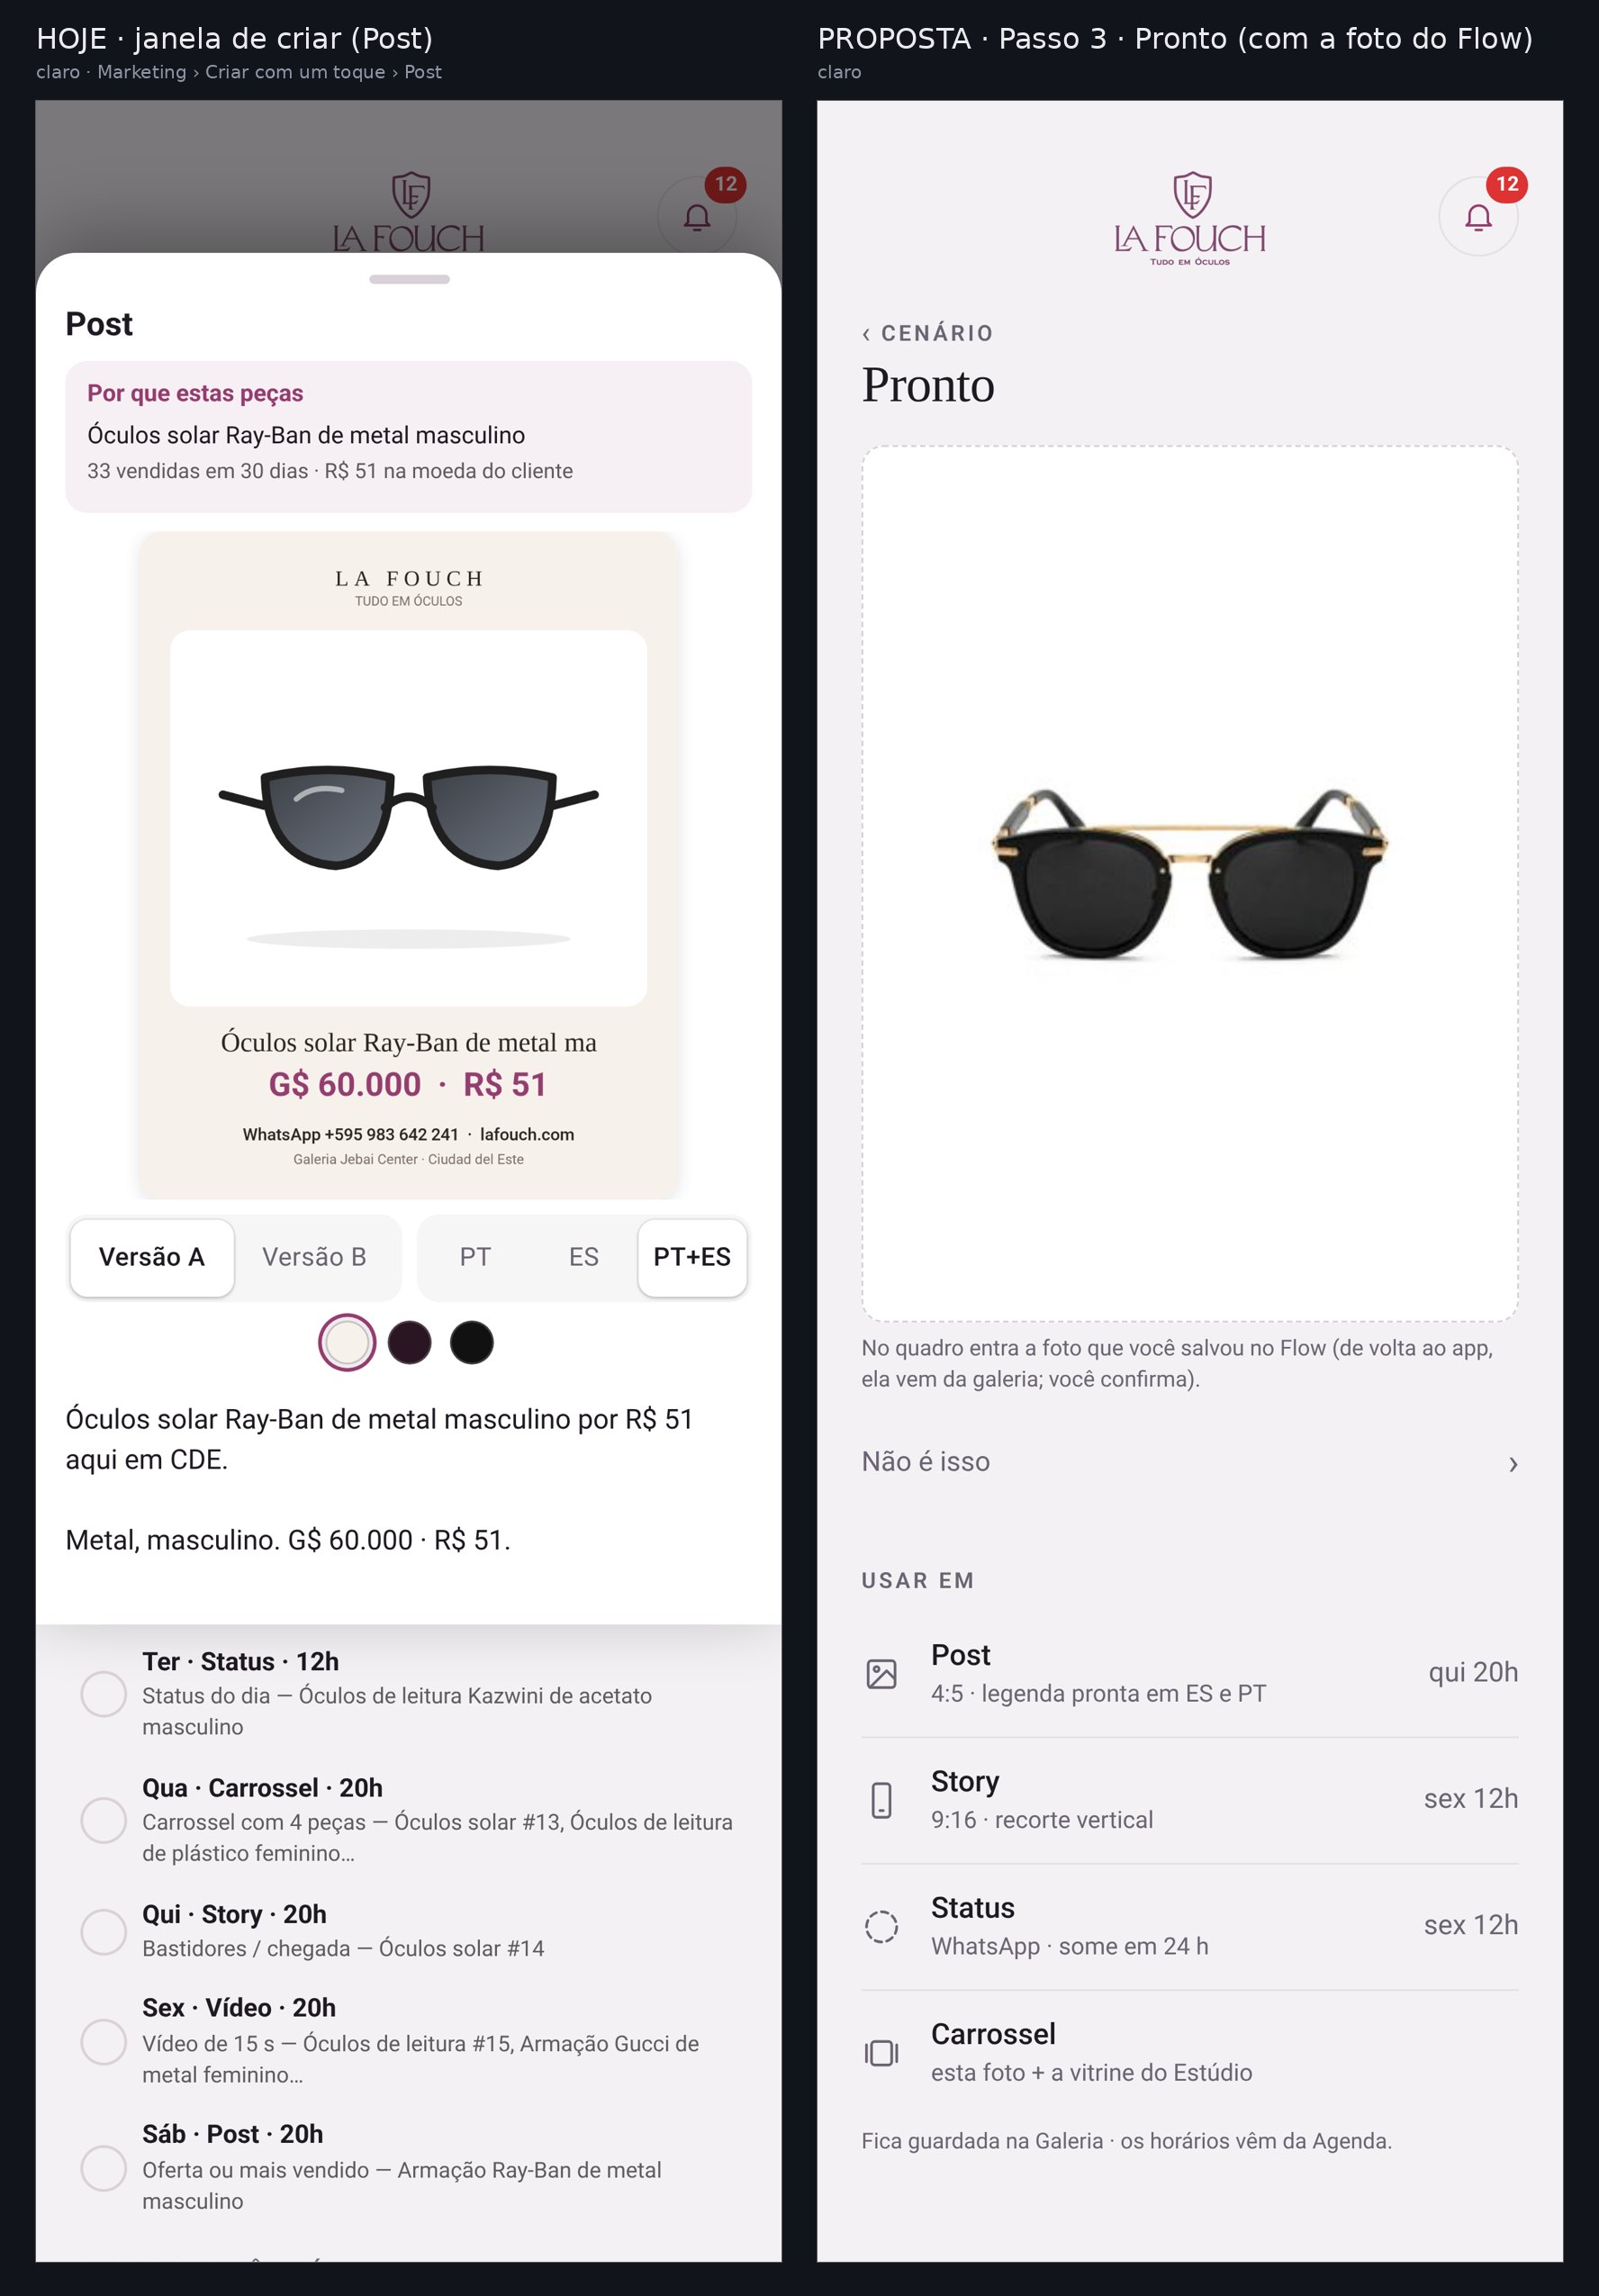 HOJE · janela de criar (Post)
claro · Marketing › Criar com um toque › Post
12
LF
LA FOUCH
Post
Por que estas peças
Óculos solar Ray-Ban de metal masculino
33 vendidas em 30 dias · R$ 51 na moeda do cliente
LA FOUCH
TUDO EM ÓCULOS
Óculos solar Ray-Ban de metal ma
G$ 60.000 · R$ 51
WhatsApp +595 983 642 241 · lafouch.com
Galeria Jebai Center · Ciudad del Este
Versão A Versão B PT ES PT+ES
Óculos solar Ray-Ban de metal masculino por R$ 51
aqui em CDE.
Metal, masculino. G$ 60.000 · R$ 51.
Ter · Status · 12h
Status do dia — Óculos de leitura Kazwini de acetato
masculino
Qua · Carrossel · 20h
Carrossel com 4 peças — Óculos solar #13, Óculos de leitura
de plástico feminino…
Qui · Story · 20h
Bastidores / chegada — Óculos solar #14
Sex · Vídeo · 20h
Vídeo de 15 s — Óculos de leitura #15, Armação Gucci de
metal feminino…
Sáb · Post · 20h
Oferta ou mais vendido — Armação Ray-Ban de metal
masculino
PROPOSTA · Passo 3 · Pronto (com a foto do Flow)
claro
12
LF
LA FOUCH
TUDO EM ÓCULOS
‹ CENÁRIO
Pronto
No quadro entra a foto que você salvou no Flow (de volta ao app,
ela vem da galeria; você confirma).
Não é isso ›
USAR EM
Post
4:5 · legenda pronta em ES e PT
qui 20h
Story
9:16 · recorte vertical
sex 12h
Status
WhatsApp · some em 24 h
sex 12h
Carrossel
esta foto + a vitrine do Estúdio
Fica guardada na Galeria · os horários vêm da Agenda.